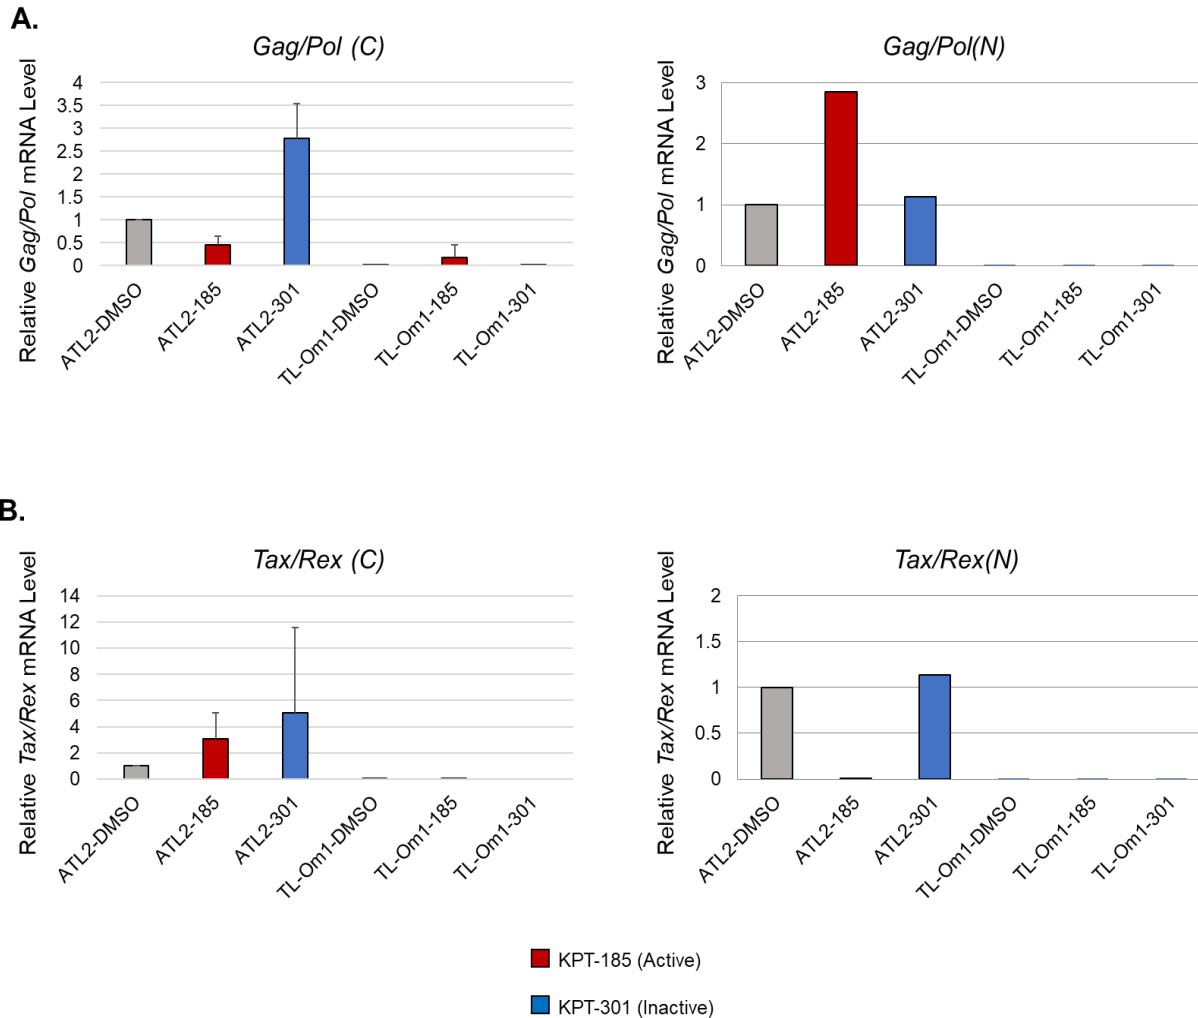 A.
Gag/Pol (C)
Relative Gag/Pol mRNA Level
4
3.5
3
2.5
2
1.5
1
0.5
0
ATL2-DMSO
ATL2-185
ATL2-301
TL-Om1-DMSO
TL-Om1-185
TL-Om1-301
Gag/Pol(N)
Relative Gag/Pol mRNA Level
3
2
1
0
ATL2-DMSO
ATL2-185
ATL2-301
TL-Om1-DMSO
TL-Om1-185
TL-Om1-301
B.
Tax/Rex (C)
Relative Tax/Rex mRNA Level
14
12
10
8
6
4
2
0
ATL2-DMSO
ATL2-185
ATL2-301
TL-Om1-DMSO
TL-Om1-185
TL-Om1-301
Tax/Rex(N)
Relative Tax/Rex mRNA Level
2
1.5
1
0.5
0
ATL2-DMSO
ATL2-185
ATL2-301
TL-Om1-DMSO
TL-Om1-185
TL-Om1-301
KPT-185 (Active)
KPT-301 (Inactive)